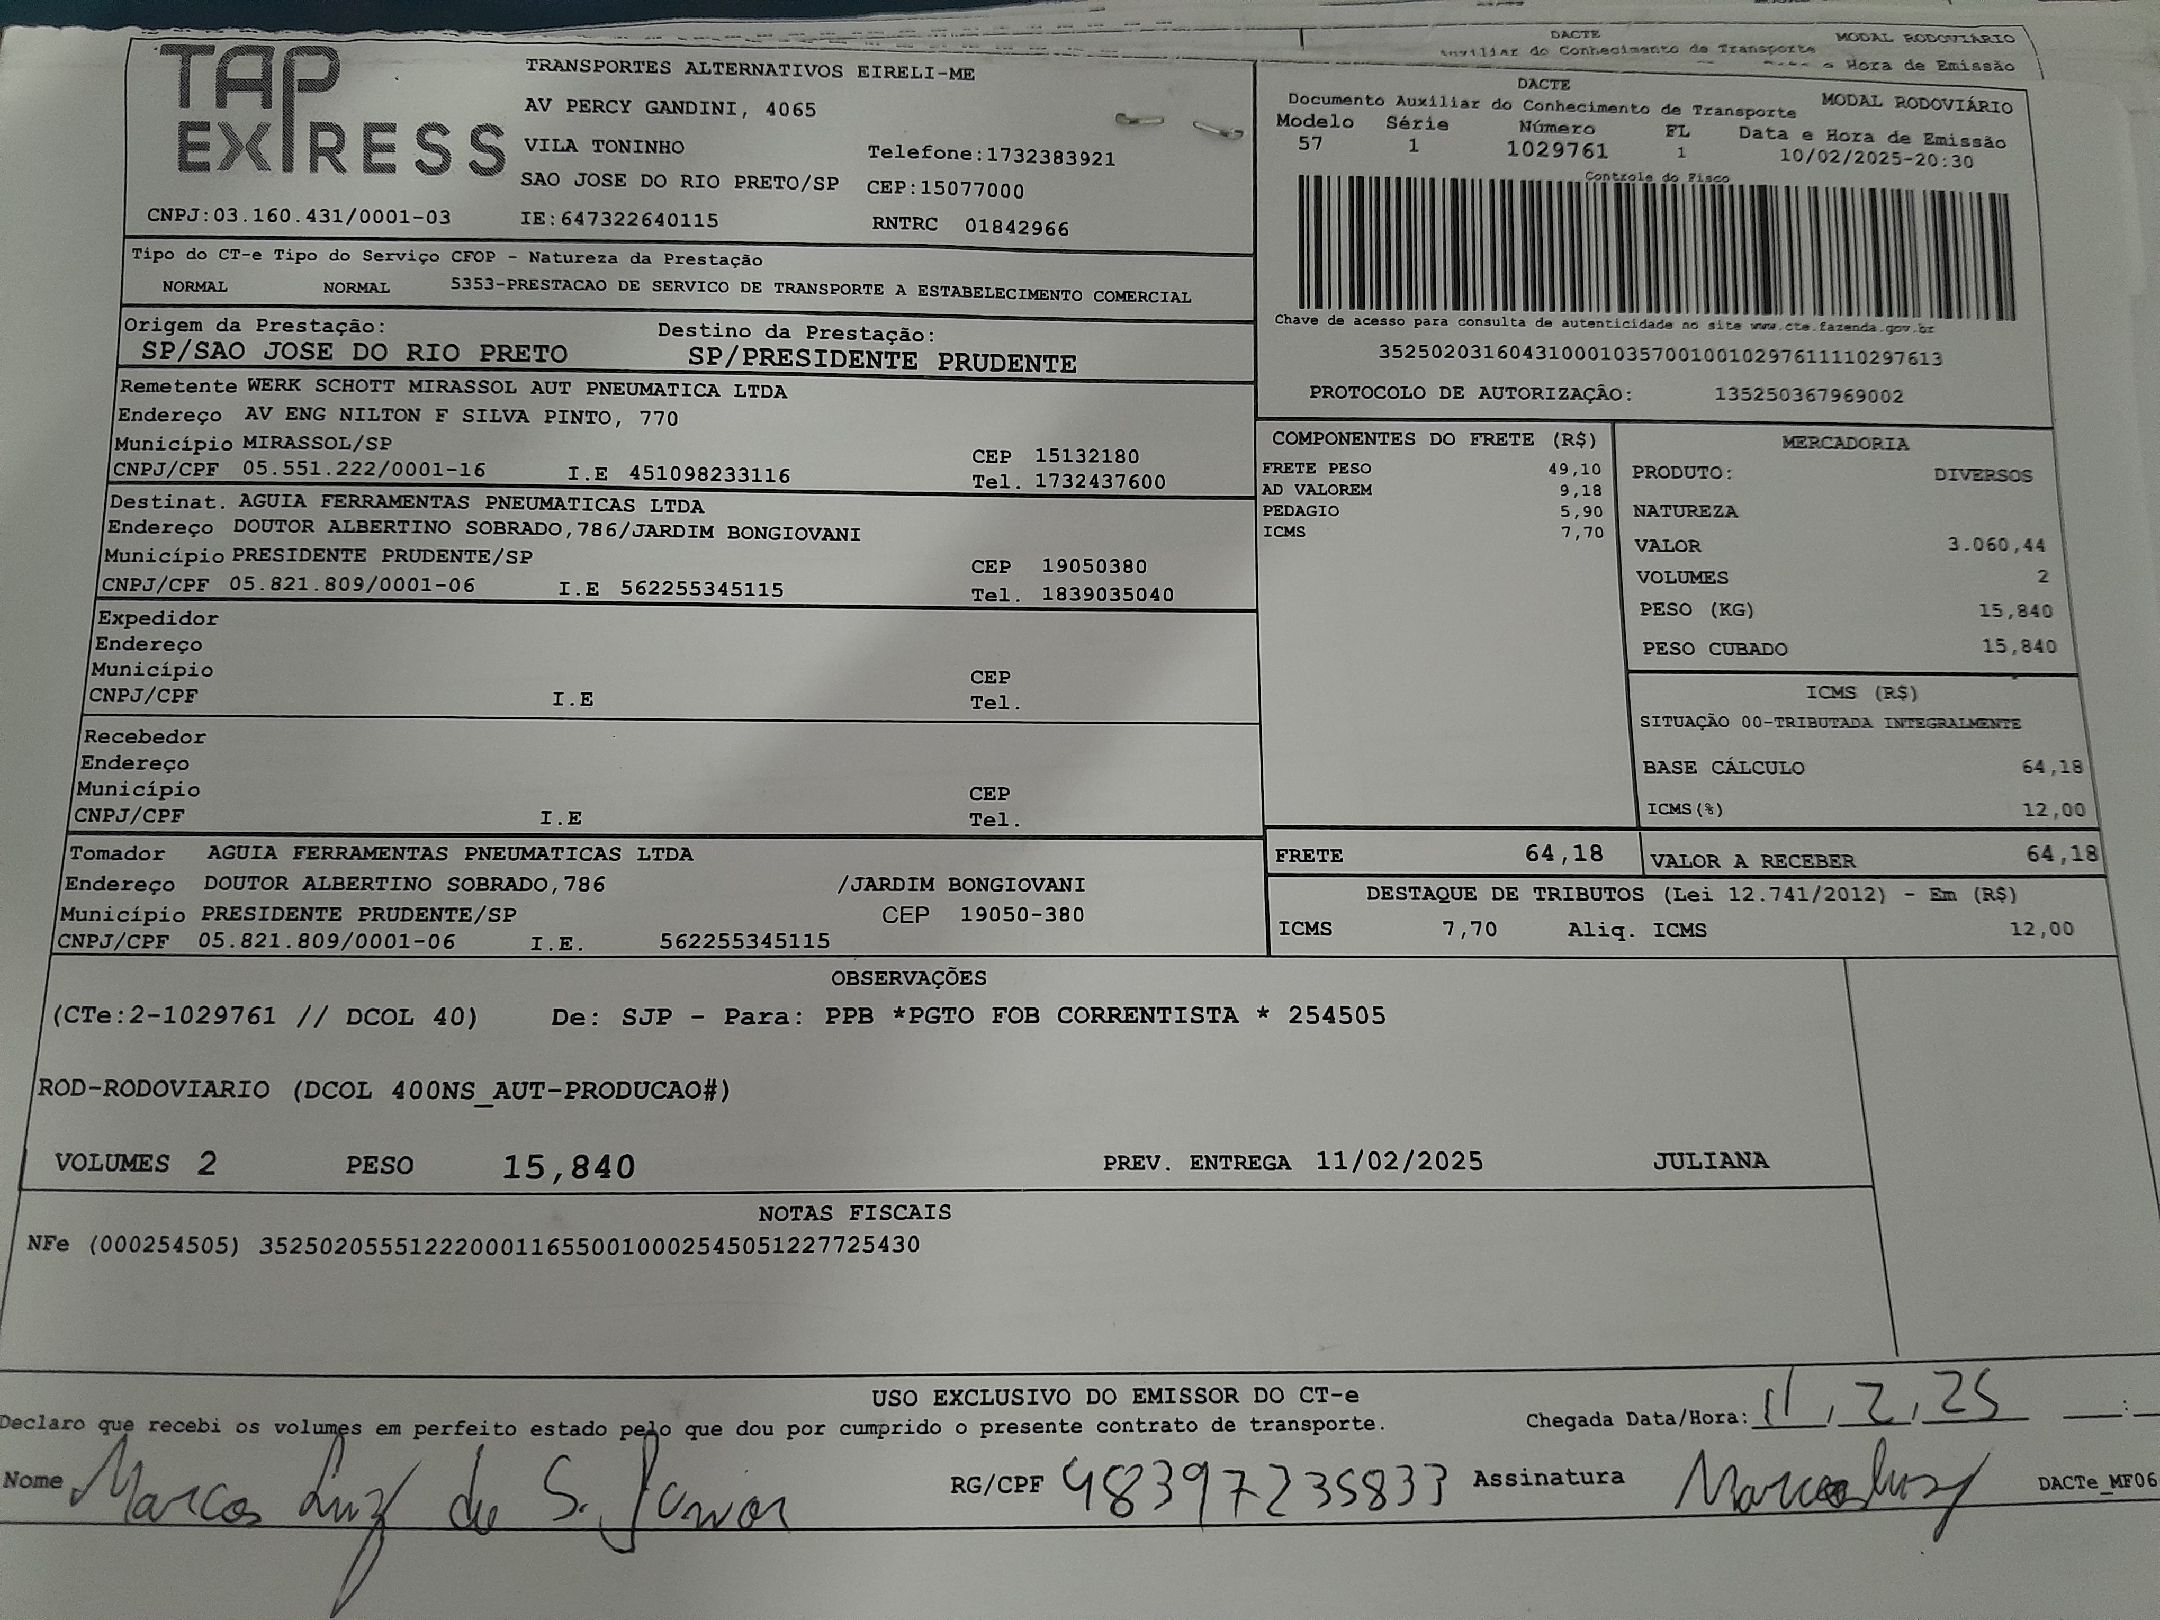 DACTE
MODAL RODOVIÁRIO
Auxiliar do Conhecimento de Transporte
e Hora de Emissão
TAP EXPRESS
TRANSPORTES ALTERNATIVOS EIRELI-ME
AV PERCY GANDINI, 4065
VILA TONINHO Telefone:1732383921
SAO JOSE DO RIO PRETO/SP CEP:15077000
CNPJ:03.160.431/0001-03 IE:647322640115 RNTRC 01842966
DACTE
Documento Auxiliar do Conhecimento de Transporte MODAL RODOVIÁRIO
Modelo Série Número FL Data e Hora de Emissão
57 1 1029761 1 10/02/2025-20:30
Controle do Fisco
Chave de acesso para consulta de autenticidade no site www.cte.fazenda.gov.br
35250203160431000103570010010297611110297613
PROTOCOLO DE AUTORIZAÇÃO: 135250367969002
Tipo do CT-e Tipo do Serviço CFOP - Natureza da Prestação
NORMAL NORMAL 5353-PRESTACAO DE SERVICO DE TRANSPORTE A ESTABELECIMENTO COMERCIAL
Origem da Prestação: Destino da Prestação:
SP/SAO JOSE DO RIO PRETO SP/PRESIDENTE PRUDENTE
Remetente WERK SCHOTT MIRASSOL AUT PNEUMATICA LTDA
Endereço AV ENG NILTON F SILVA PINTO, 770
Município MIRASSOL/SP CEP 15132180
CNPJ/CPF 05.551.222/0001-16 I.E 451098233116 Tel. 1732437600
Destinat. AGUIA FERRAMENTAS PNEUMATICAS LTDA
Endereço DOUTOR ALBERTINO SOBRADO,786/JARDIM BONGIOVANI
Município PRESIDENTE PRUDENTE/SP CEP 19050380
CNPJ/CPF 05.821.809/0001-06 I.E 562255345115 Tel. 1839035040
Expedidor
Endereço
Município CEP
CNPJ/CPF I.E Tel.
Recebedor
Endereço
Município CEP
CNPJ/CPF I.E Tel.
Tomador AGUIA FERRAMENTAS PNEUMATICAS LTDA
Endereço DOUTOR ALBERTINO SOBRADO,786 /JARDIM BONGIOVANI
Município PRESIDENTE PRUDENTE/SP CEP 19050-380
CNPJ/CPF 05.821.809/0001-06 I.E. 562255345115
COMPONENTES DO FRETE (R$)
FRETE PESO 49,10
AD VALOREM 9,18
PEDAGIO 5,90
ICMS 7,70
MERCADORIA
PRODUTO: DIVERSOS
NATUREZA
VALOR 3.060,44
VOLUMES 2
PESO (KG) 15,840
PESO CUBADO 15,840
ICMS (R$)
SITUAÇÃO 00-TRIBUTADA INTEGRALMENTE
BASE CÁLCULO 64,18
ICMS(%) 12,00
FRETE 64,18 VALOR A RECEBER 64,18
DESTAQUE DE TRIBUTOS (Lei 12.741/2012) - Em (R$)
ICMS 7,70 Aliq. ICMS 12,00
OBSERVAÇÕES
(CTe:2-1029761 // DCOL 40) De: SJP - Para: PPB *PGTO FOB CORRENTISTA * 254505
ROD-RODOVIARIO (DCOL 400NS_AUT-PRODUCAO#)
VOLUMES 2 PESO 15,840 PREV. ENTREGA 11/02/2025 JULIANA
NOTAS FISCAIS
NFe (000254505) 35250205551222000116550010002545051227725430
USO EXCLUSIVO DO EMISSOR DO CT-e
Declaro que recebi os volumes em perfeito estado pelo que dou por cumprido o presente contrato de transporte. Chegada Data/Hora: 11, 2, 25 :
Nome Marcos Luiz de S. Junior RG/CPF 48397235833 Assinatura Marcos Luiz DACTe_MF06